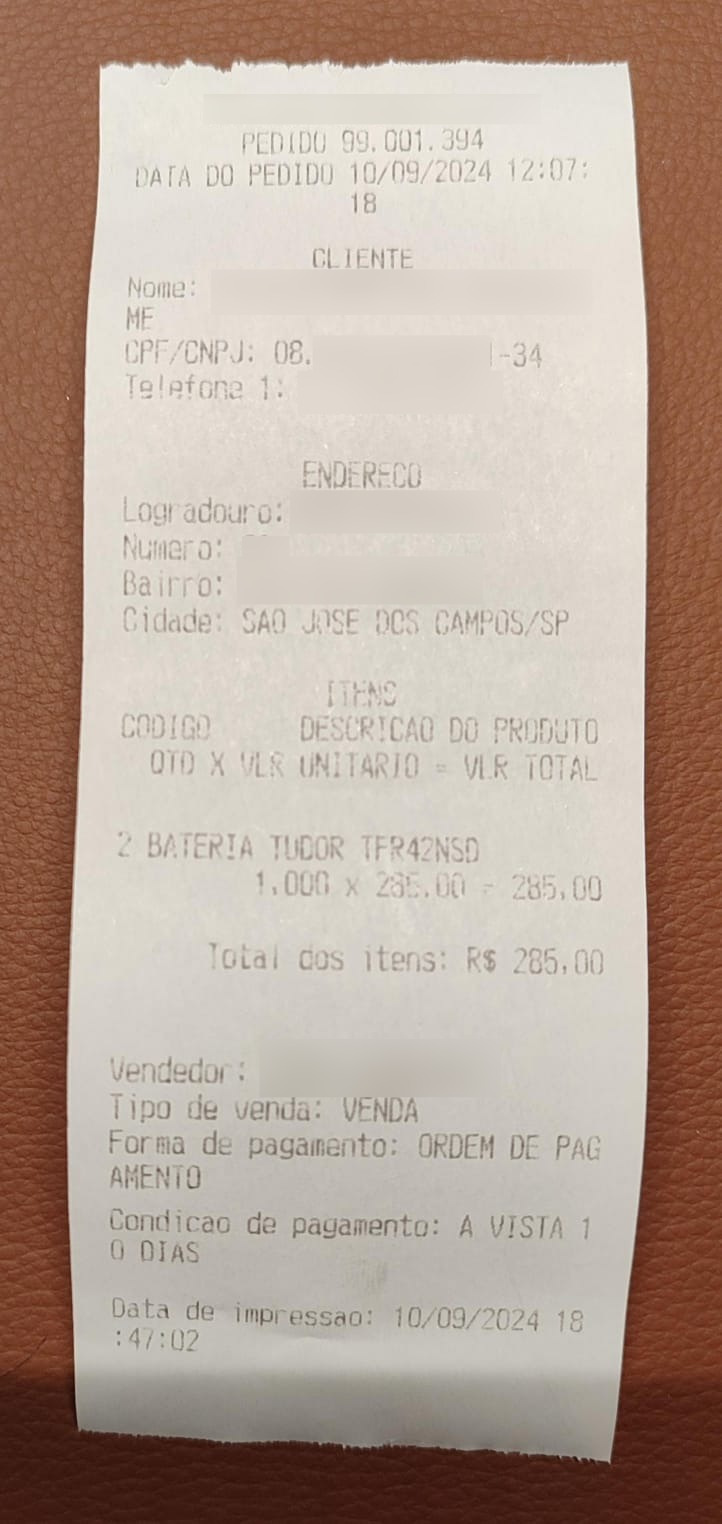 PEDIDO 99.001.394
DATA DO PEDIDO 10/09/2024 12:07:
18
CLIENTE
Nome:
ME
CPF/CNPJ: 08. -34
Telefone 1:
ENDERECO
Logradouro:
Numero:
Bairro:
Cidade: SAO JOSE DOS CAMPOS/SP
ITENS
CODIGO DESCRICAO DO PRODUTO
QTD X VLR UNITARIO = VLR TOTAL
2 BATERIA TUDOR TFR42NSD
1.000 x 285.00 = 285,00
Total dos itens: R$ 285,00
Vendedor:
Tipo de venda: VENDA
Forma de pagamento: ORDEM DE PAG
AMENTO
Condicao de pagamento: A VISTA 1
0 DIAS
Data de impressao: 10/09/2024 18
:47:02